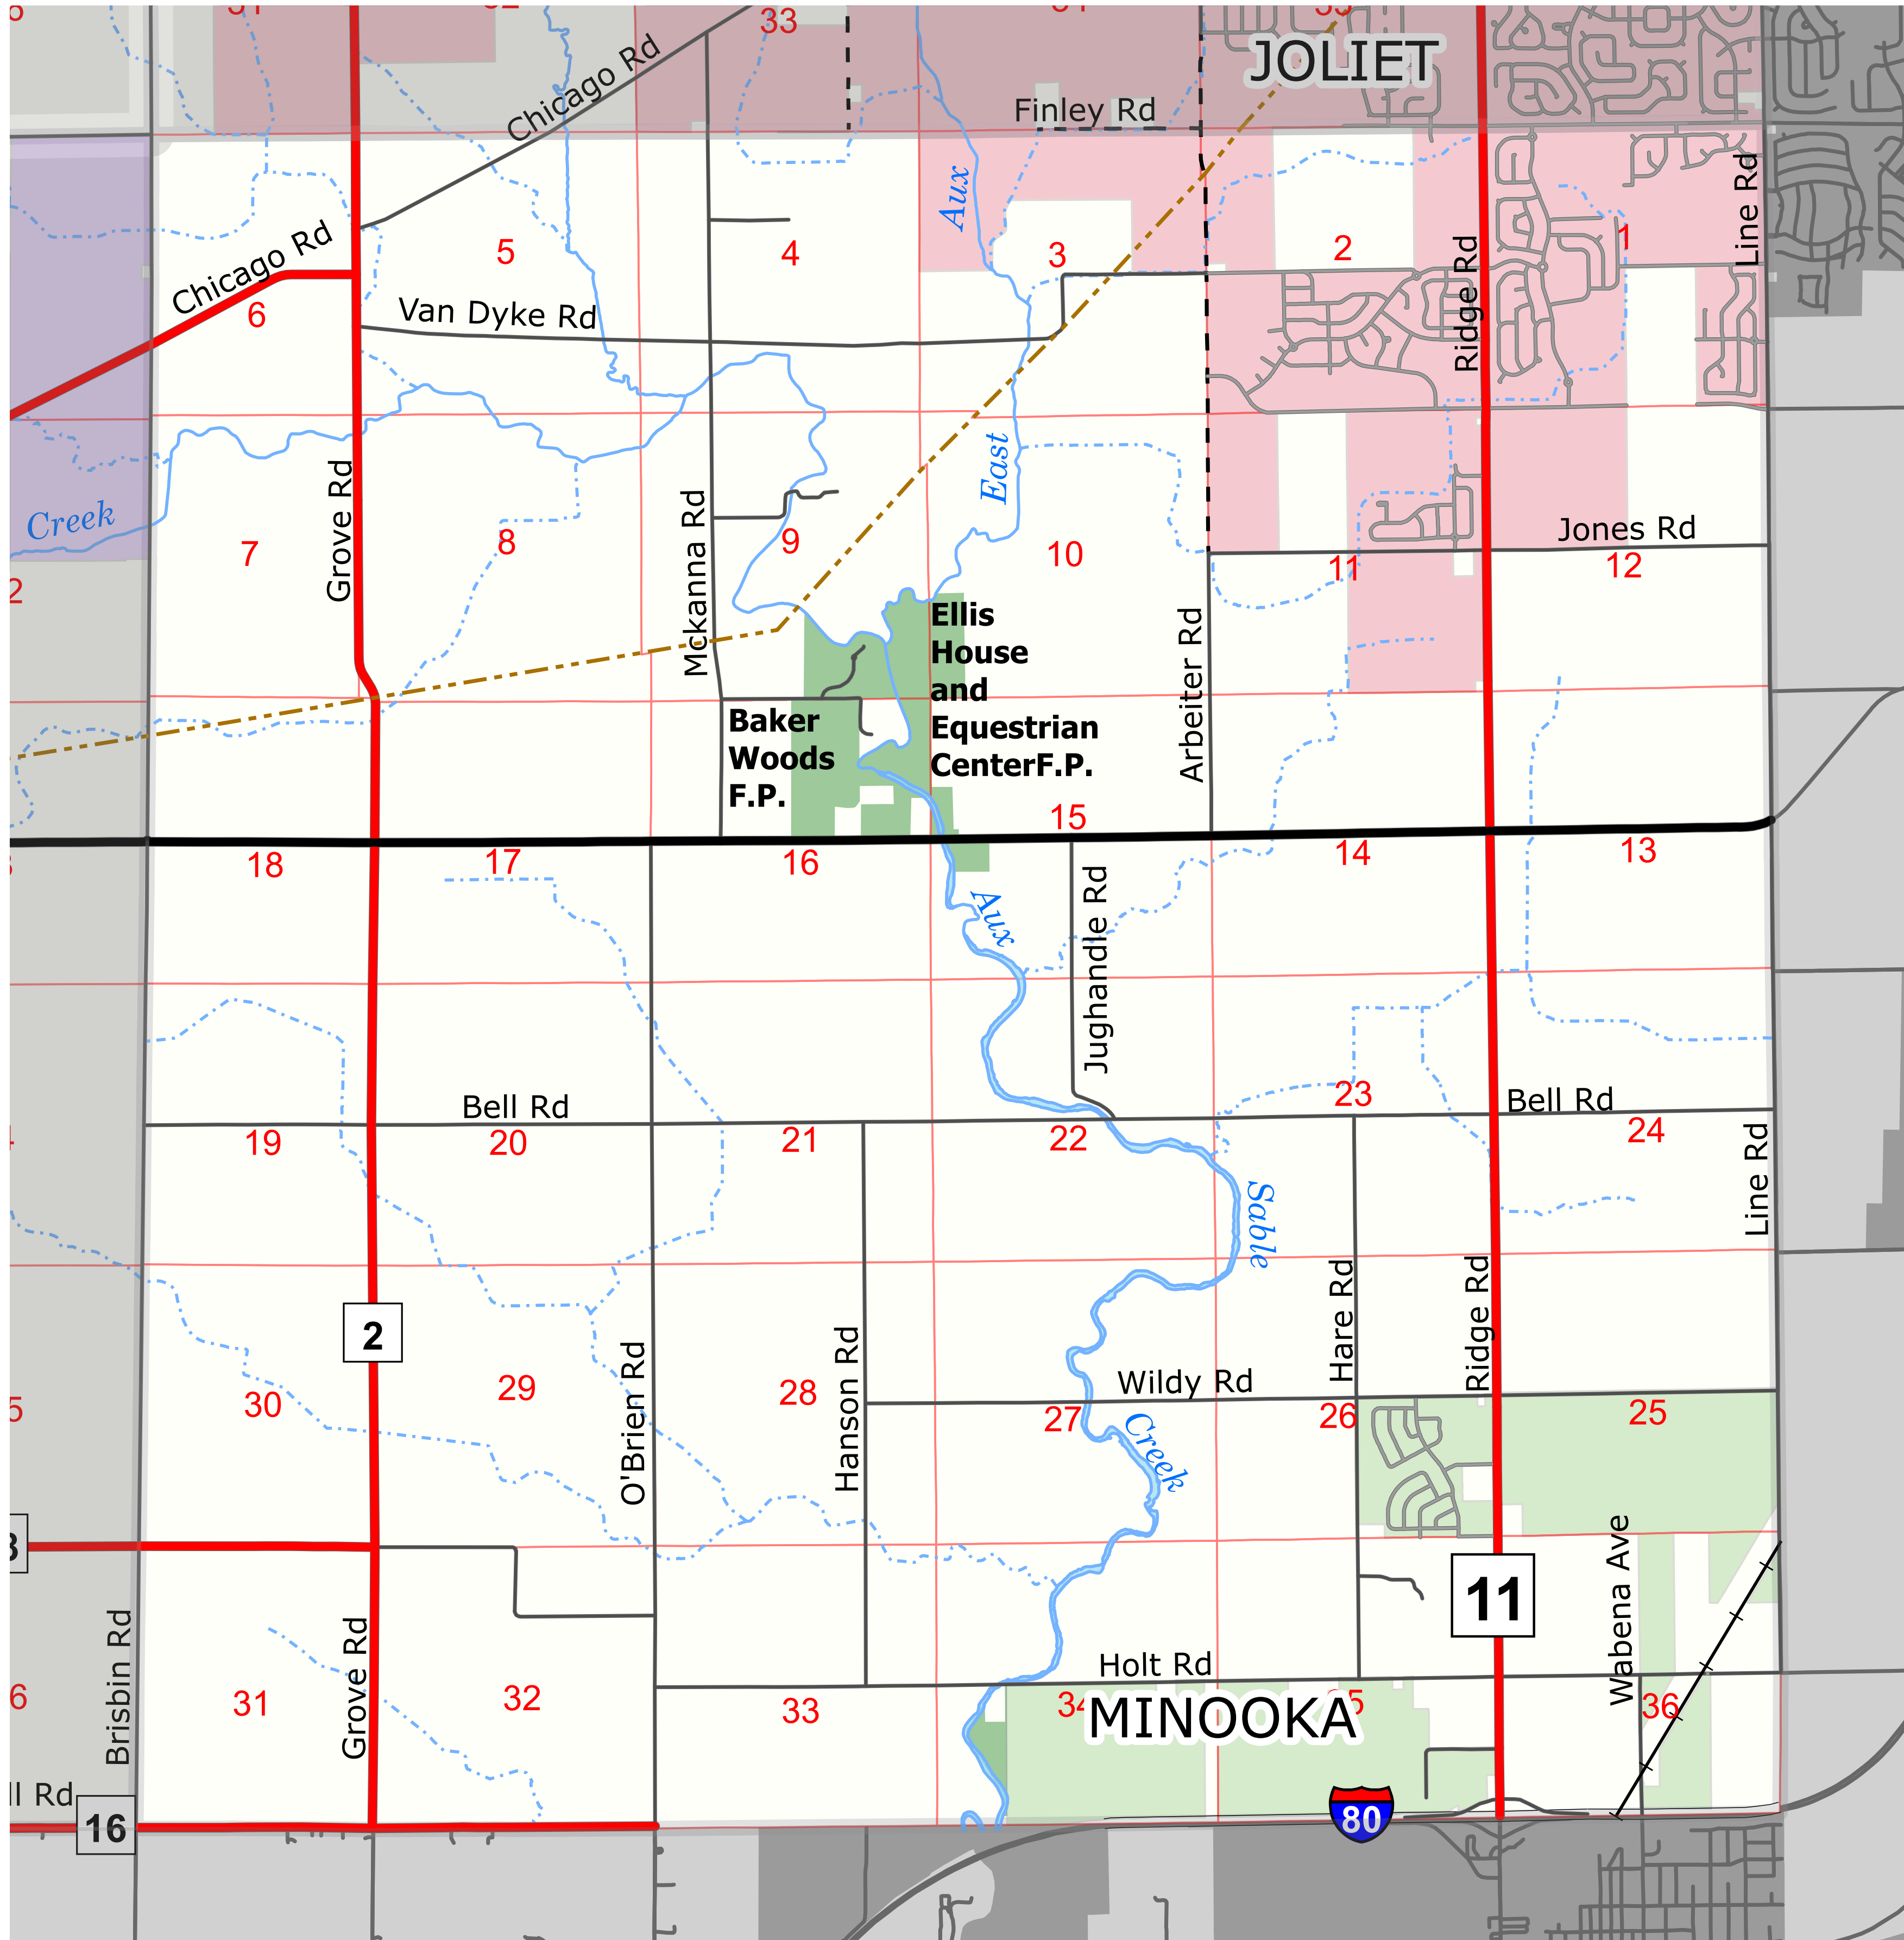 33
JOLIET
Chicago Rd
Finley Rd
Aux
Line Rd
5
4
3
2
1
Chicago Rd
6
Van Dyke Rd
Ridge Rd
East
Creek
Grove Rd
Mckanna Rd
7
8
9
10
11
Jones Rd
12
2
Ellis
House
and
Equestrian
CenterF.P.
Arbeiter Rd
Baker
Woods
F.P.
15
18
17
16
14
13
Aux
Jughandle Rd
Bell Rd
23
Bell Rd
19
20
21
22
24
Line Rd
Sable
2
O'Brien Rd
Hanson Rd
Hare Rd
Ridge Rd
Wildy Rd
30
29
28
27
26
25
Creek
11
Wabena Ave
Brisbin Rd
Grove Rd
Holt Rd
31
32
33
34
MINOOKA
36
6
ll Rd
16
80